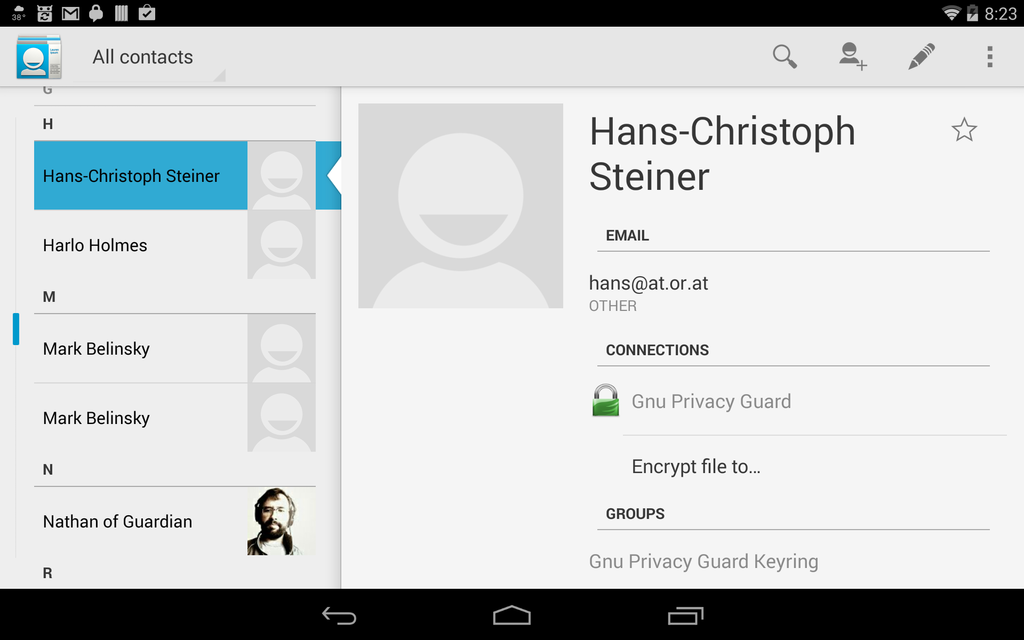 38°
8:23
All contacts
G
H
Hans-Christoph Steiner
Harlo Holmes
M
Mark Belinsky
Mark Belinsky
N
Nathan of Guardian
R
Hans-Christoph
Steiner
EMAIL
hans@at.or.at
OTHER
CONNECTIONS
Gnu Privacy Guard
Encrypt file to...
GROUPS
Gnu Privacy Guard Keyring